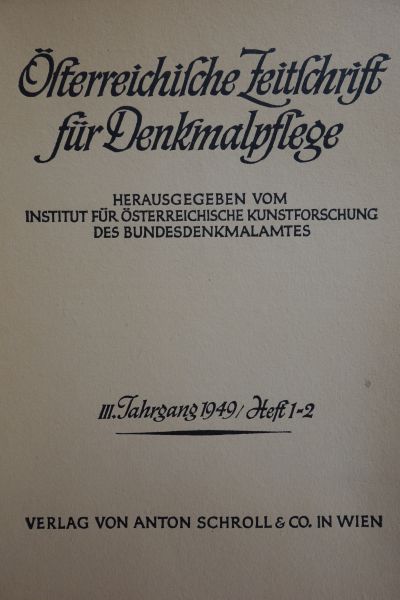 Österreichische Zeitschrift
für Denkmalpflege
HERAUSGEGEBEN VOM
INSTITUT FÜR ÖSTERREICHISCHE KUNSTFORSCHUNG
DES BUNDESDENKMALAMTES
III. Jahrgang 1949 / Heft 1-2
VERLAG VON ANTON SCHROLL & CO. IN WIEN